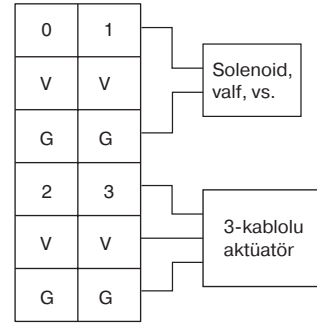 0 1
Solenoid,
valf, vs.
V V
G G
2 3
3-kablolu
aktüatör
V V
G G